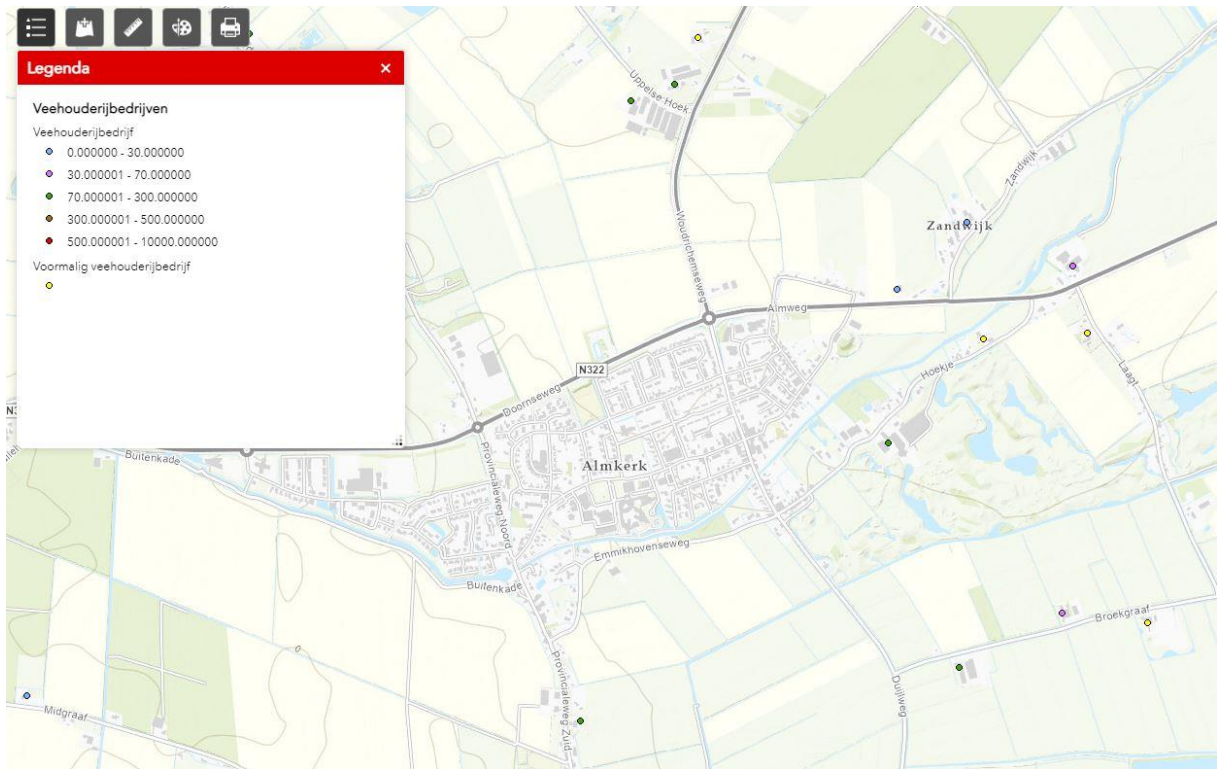 Legenda
Veehouderijbedrijven
Veehouderijbedrijf
0.000000 - 30.000000
30.000001 - 70.000000
70.000001 - 300.000000
300.000001 - 500.000000
500.000001 - 10000.000000
Voormalig veehouderijbedrijf
Uppelse Hoek
Zandwijk
Zandwijk
Woudrichemseweg
Almweg
N322
Hoekje
Laagt
Doornseweg
Almkerk
Buitenkade
Provincialeweg Noord
Emmikhovenseweg
Buitenkade
Broekgraaf
Provincialeweg Zuid
Duijlweg
Midgraaf